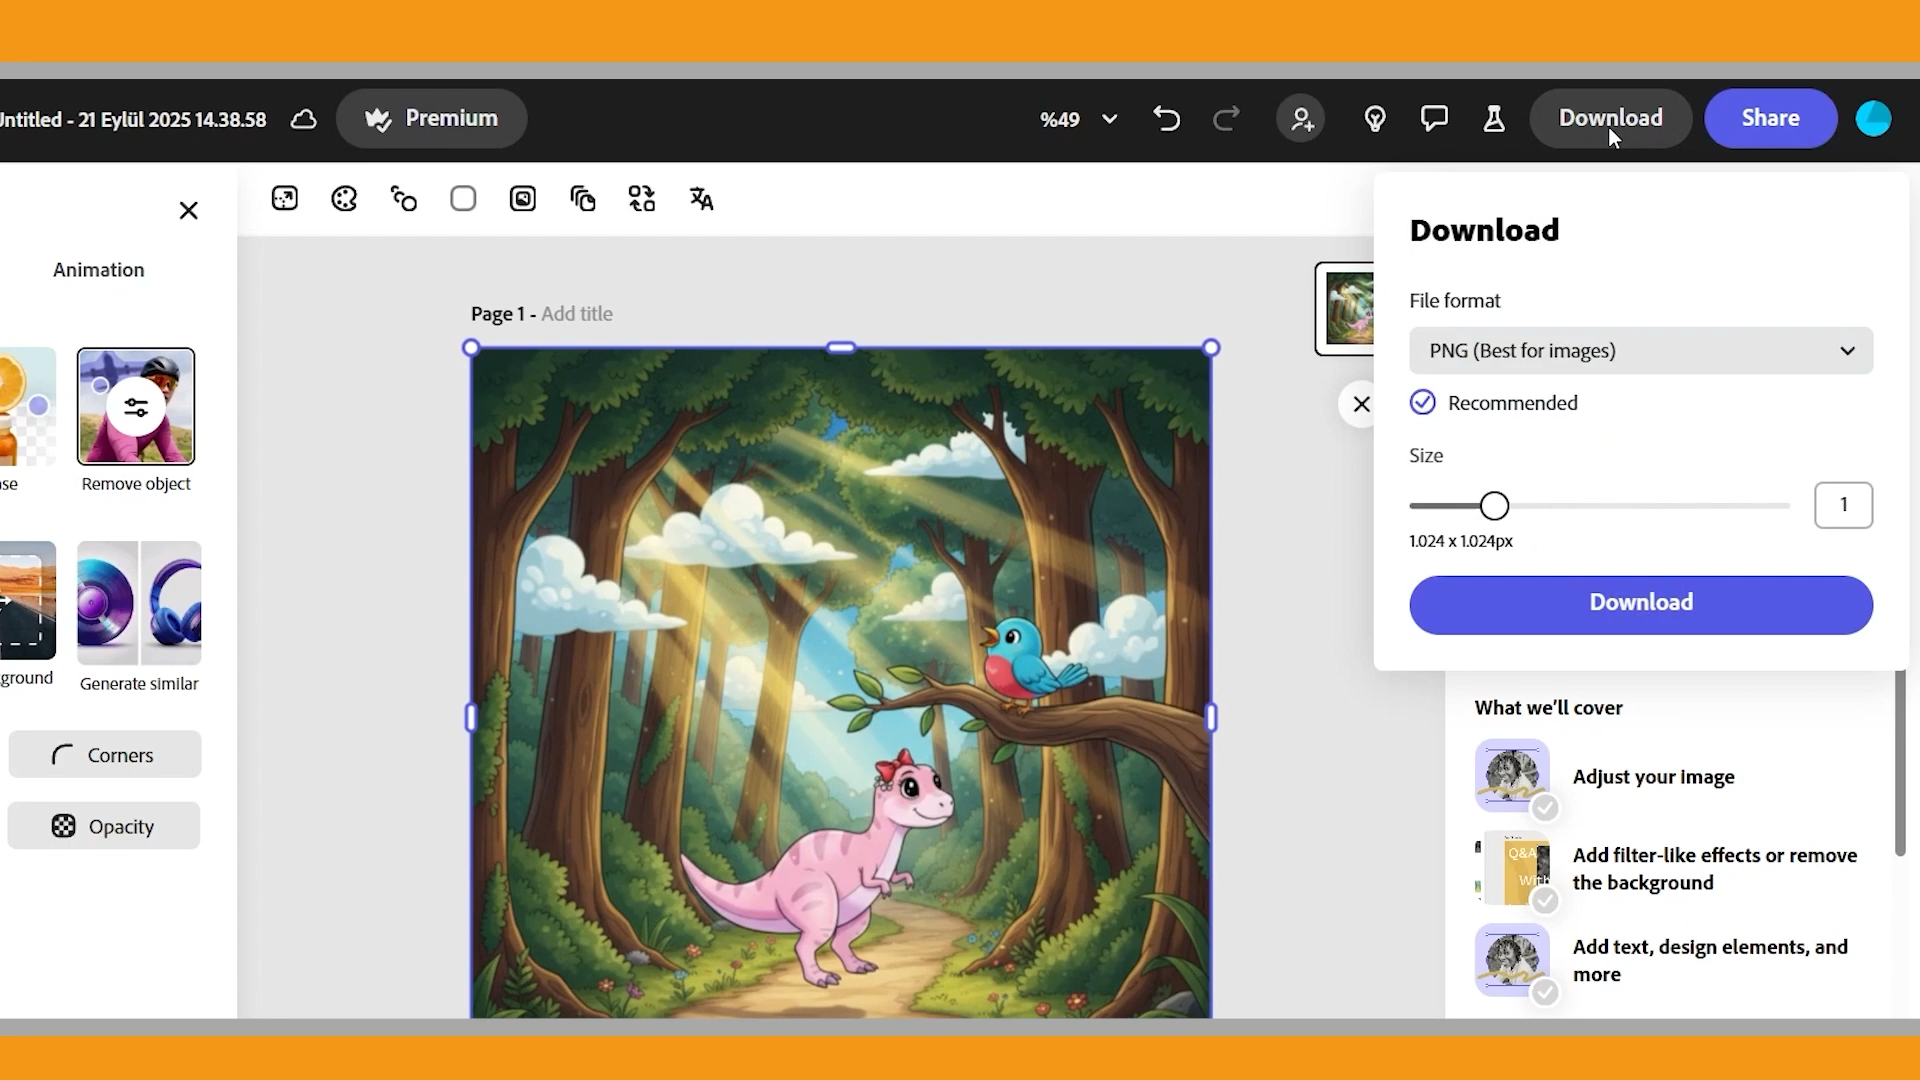 Untitled - 21 Eylül 2025 14.38.58
Premium
%49
Download
Share
Animation
Remove object
Generate similar
ground
Corners
Opacity
Page 1 - Add title
Download
File format
PNG (Best for images)
Recommended
Size
1
1.024 x 1.024px
Download
What we'll cover
Adjust your image
Q&A
With
Add filter-like effects or remove
the background
Add text, design elements, and
more